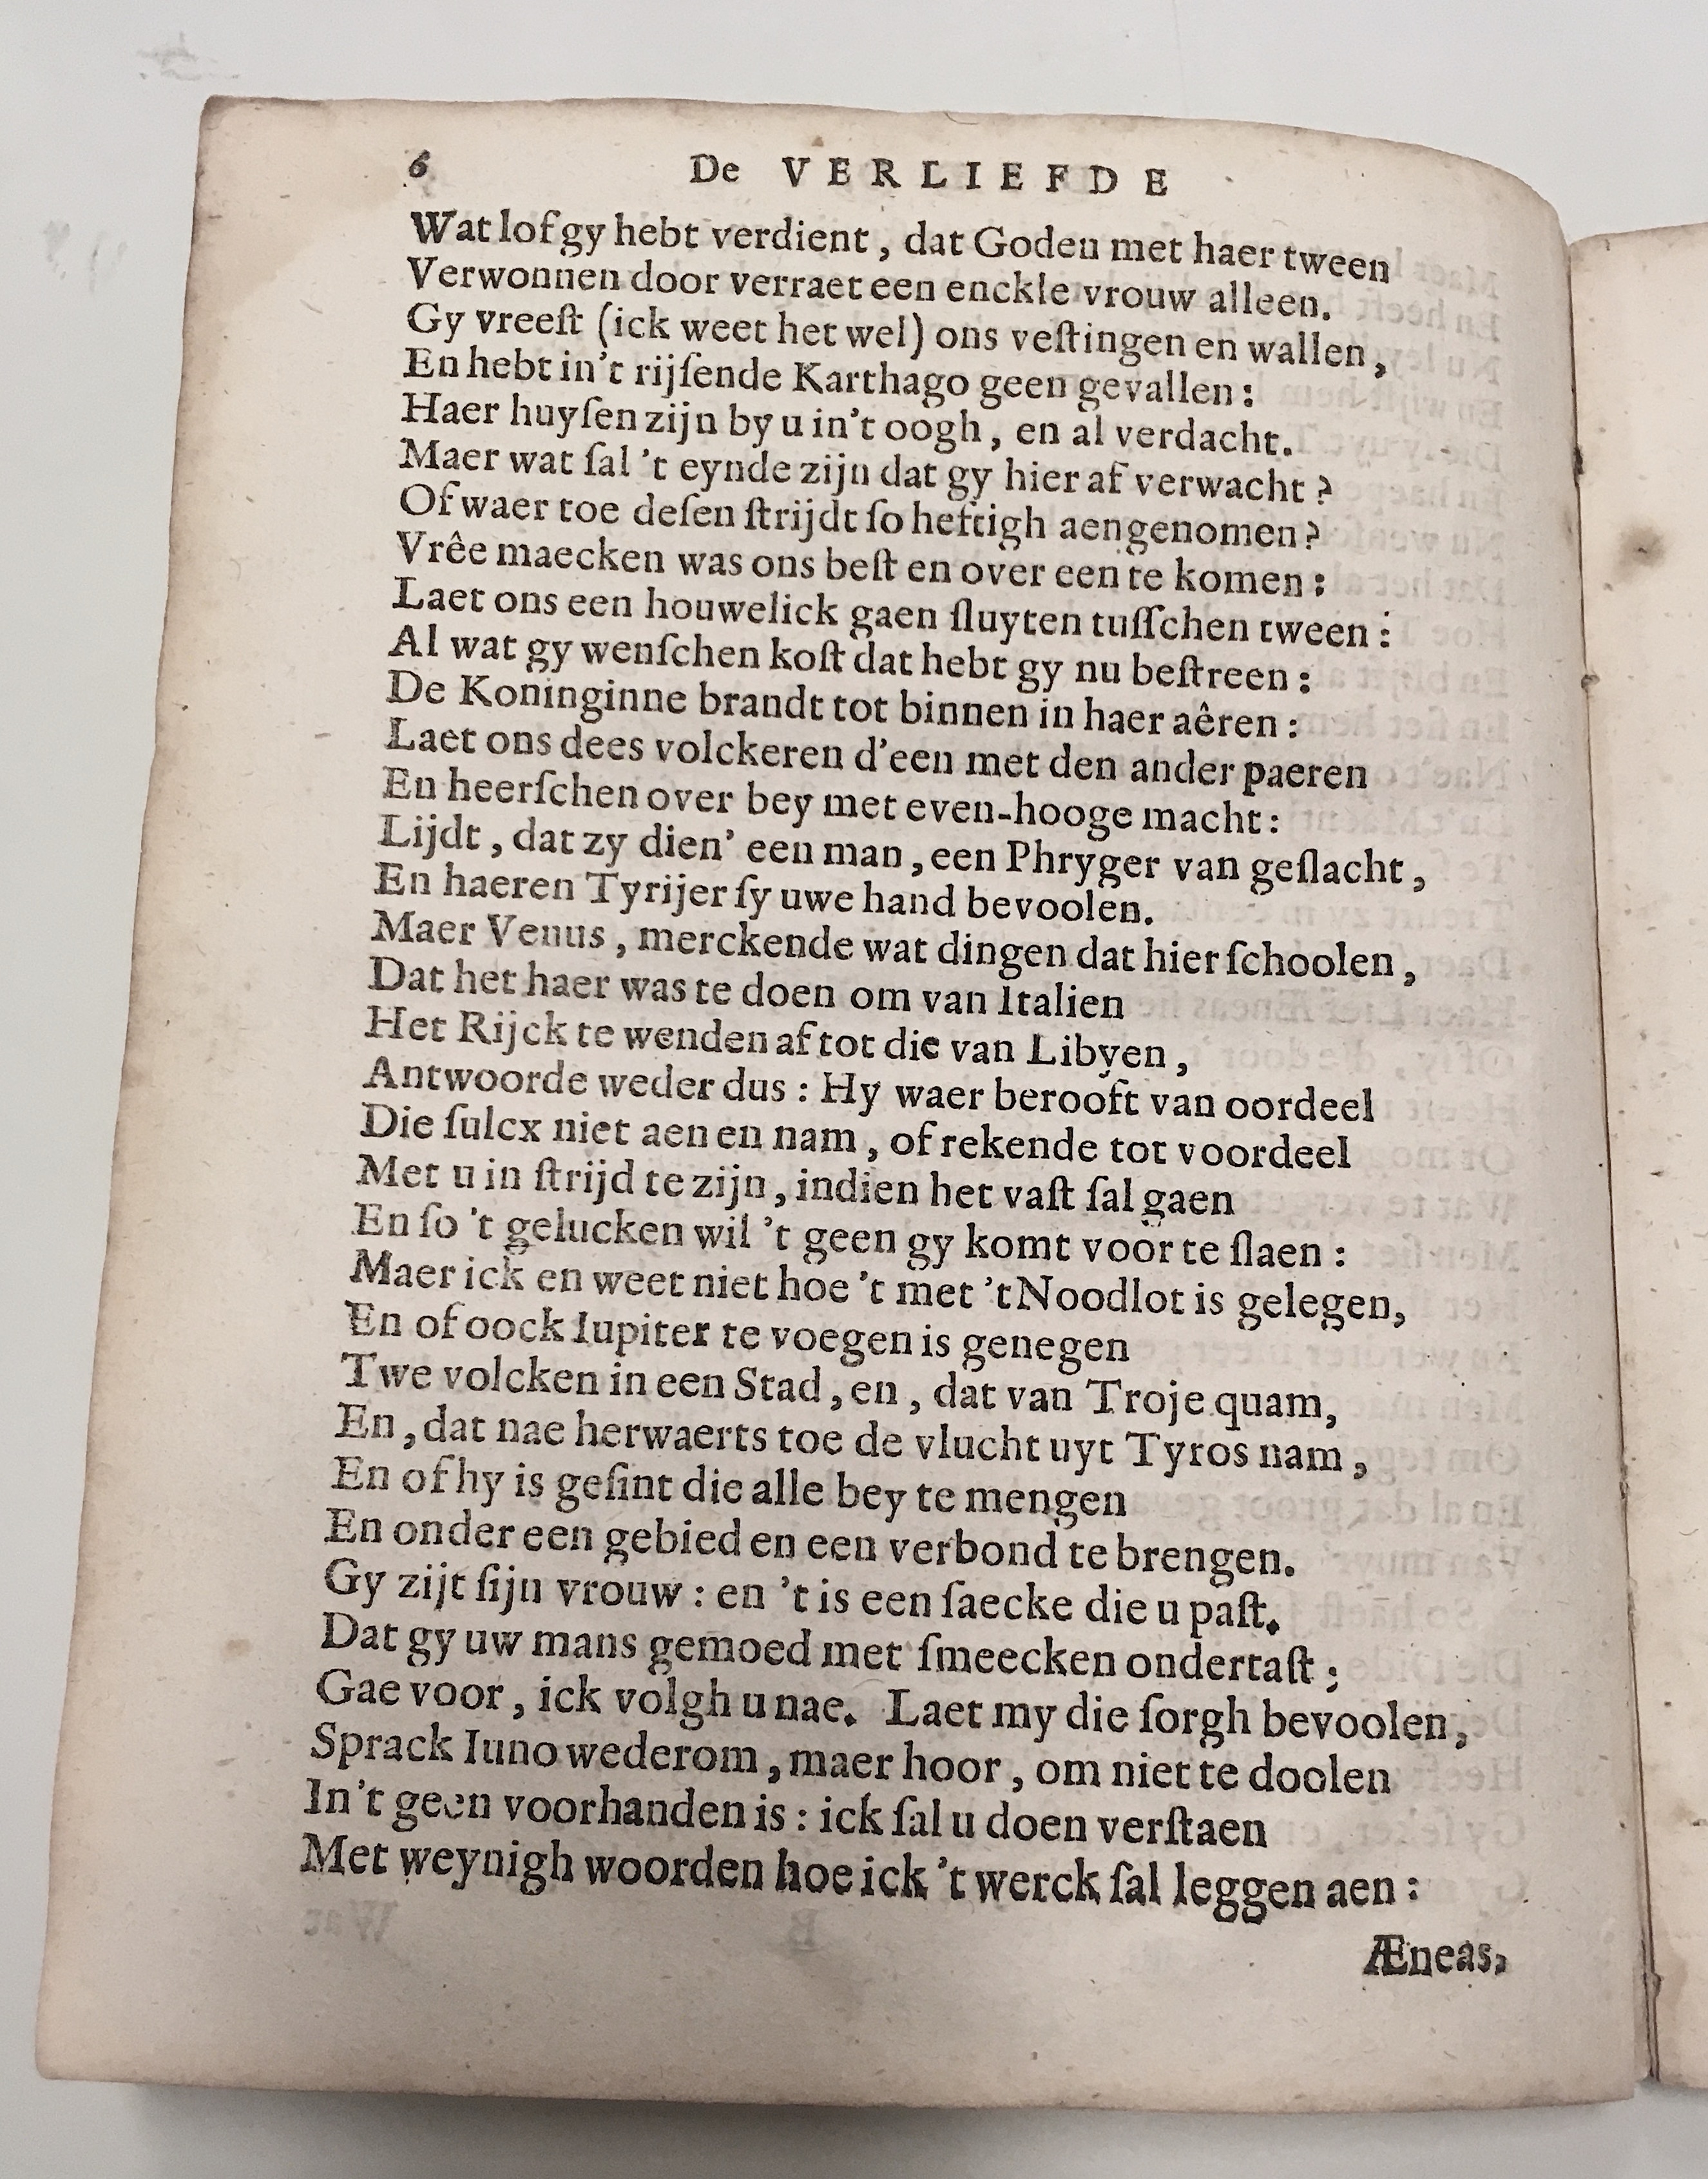 6 De VERLIEFDE
Wat lof gy hebt verdient, dat Goden met haer tween
Verwonnen door verraet een enckle vrouw alleen.
Gy vreeſt (ick weet het wel) ons veſtingen en wallen,
En hebt in't rijſende Karthago geen gevallen:
Haer huyſen zijn by u in't oogh, en al verdacht.
Maer wat ſal 't eynde zijn dat gy hier af verwacht?
Of waer toe deſen ſtrijdt ſo heftigh aengenomen?
Vrêe maecken was ons beſt en over een te komen:
Laet ons een houwelick gaen ſluyten tuſſchen tween:
Al wat gy wenſchen koſt dat hebt gy nu beſtreen:
De Koninginne brandt tot binnen in haer aêren:
Laet ons dees volckeren d'een met den ander paeren
En heerſchen over bey met even-hooge macht:
Lijdt, dat zy dien' een man, een Phryger van geſlacht,
En haeren Tyrijer ſy uwe hand bevoolen.
Maer Venus, merckende wat dingen dat hier ſchoolen,
Dat het haer was te doen om van Italien
Het Rijck te wenden af tot die van Libyen,
Antwoorde weder dus: Hy waer berooft van oordeel
Die ſulcx niet aen en nam, of rekende tot voordeel
Met u in ſtrijd te zijn, indien het vaſt ſal gaen
En ſo 't gelucken wil 't geen gy komt voor te ſlaen:
Maer ick en weet niet hoe 't met 't Noodlot is gelegen,
En of oock Iupiter te voegen is genegen
Twe volcken in een Stad, en, dat van Troje quam,
En, dat nae herwaerts toe de vlucht uyt Tyros nam,
En of hy is geſint die alle bey te mengen
En onder een gebied en een verbond te brengen.
Gy zijt ſijn vrouw: en 't is een ſaecke die u paſt.
Dat gy uw mans gemoed met ſmeecken ondertaſt;
Gae voor, ick volgh u nae. Laet my die ſorgh bevoolen,
Sprack Iuno wederom, maer hoor, om niet te doolen
In't geen voorhanden is: ick ſal u doen verſtaen
Met weynigh woorden hoe ick 't werck ſal leggen aen:
Æneas,